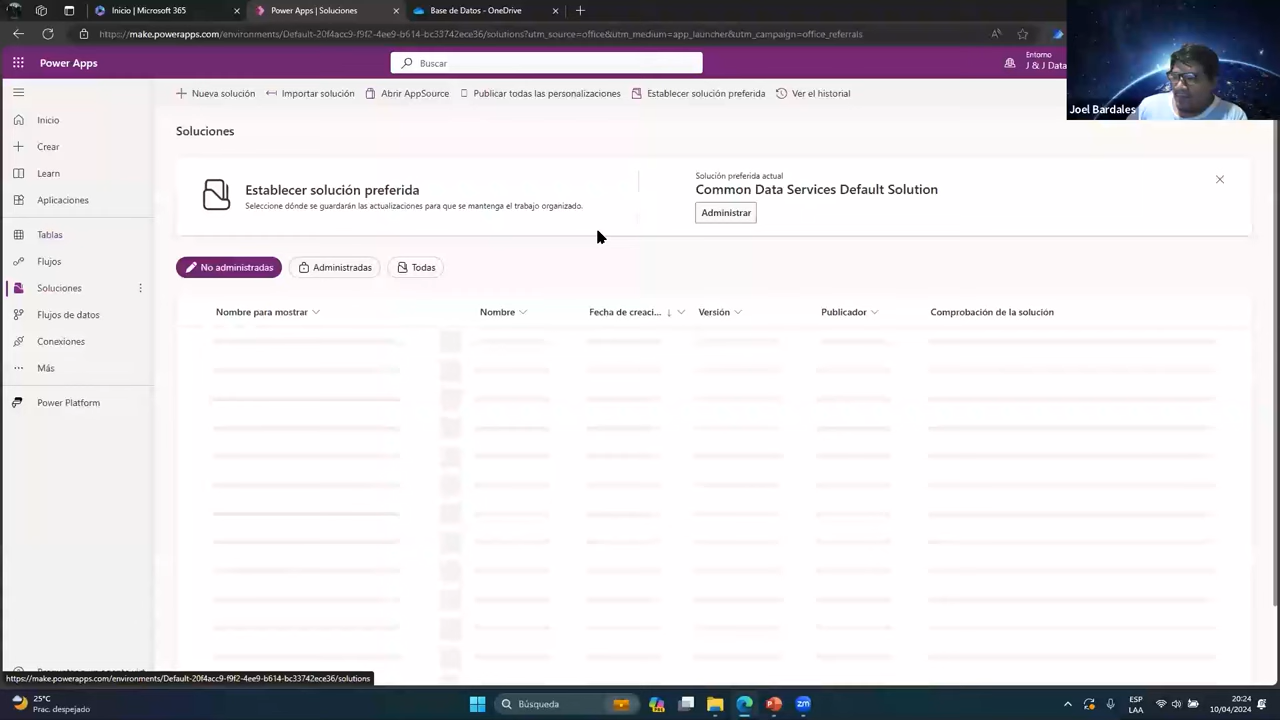 Inicio | Microsoft 365
Power Apps | Soluciones
Base de Datos - OneDrive
https://make.powerapps.com/environments/Default-20f4acc9-f9f2-4ee9-b614-bc33742ece36/solutions?utm_source=office&utm_medium=app_launcher&utm_campaign=office_referrals
Power Apps
Buscar
Entorno
J & J Data
Joel Bardales
Nueva solución
Importar solución
Abrir AppSource
Publicar todas las personalizaciones
Establecer solución preferida
Ver el historial
Inicio
Crear
Learn
Aplicaciones
Tablas
Flujos
Soluciones
Flujos de datos
Conexiones
Más
Power Platform
Soluciones
Establecer solución preferida
Seleccione dónde se guardarán las actualizaciones para que se mantenga el trabajo organizado.
Solución preferida actual
Common Data Services Default Solution
Administrar
No administradas
Administradas
Todas
Nombre para mostrar
Nombre
Fecha de creaci...
Versión
Publicador
Comprobación de la solución
https://make.powerapps.com/environments/Default-20f4acc9-f9f2-4ee9-b614-bc33742ece36/solutions
25°C
Prac. despejado
Búsqueda
ESP
LAA
20:24
10/04/2024